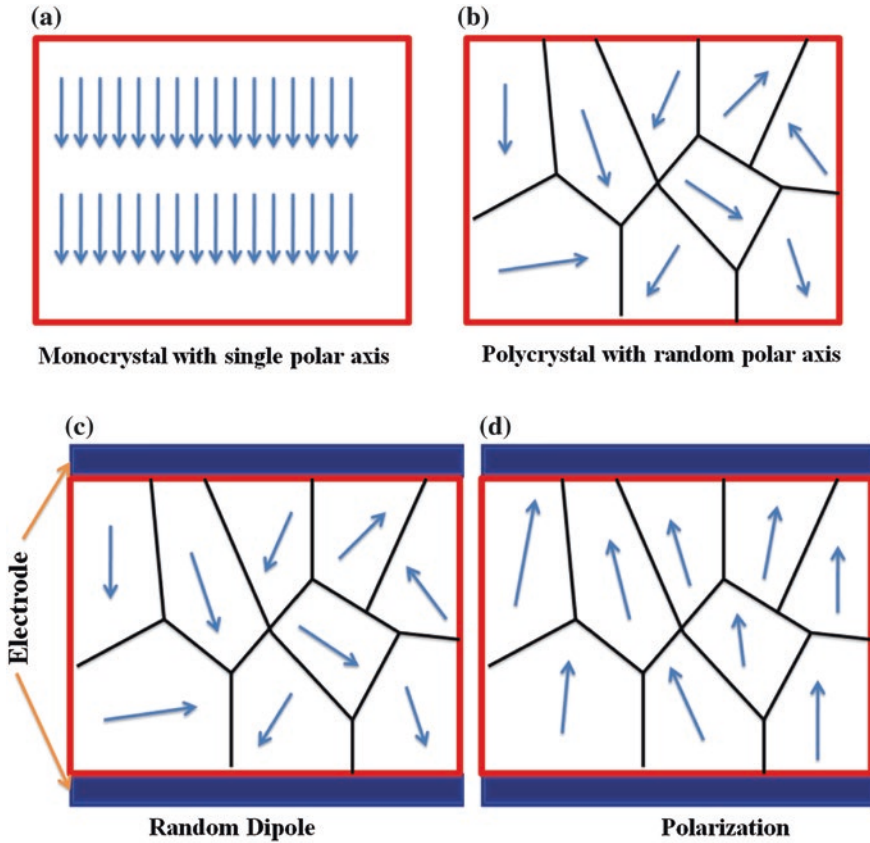 (a)
(b)
Monocrystal with single polar axis
Polycrystal with random polar axis
(c)
(d)
Electrode
Random Dipole
Polarization